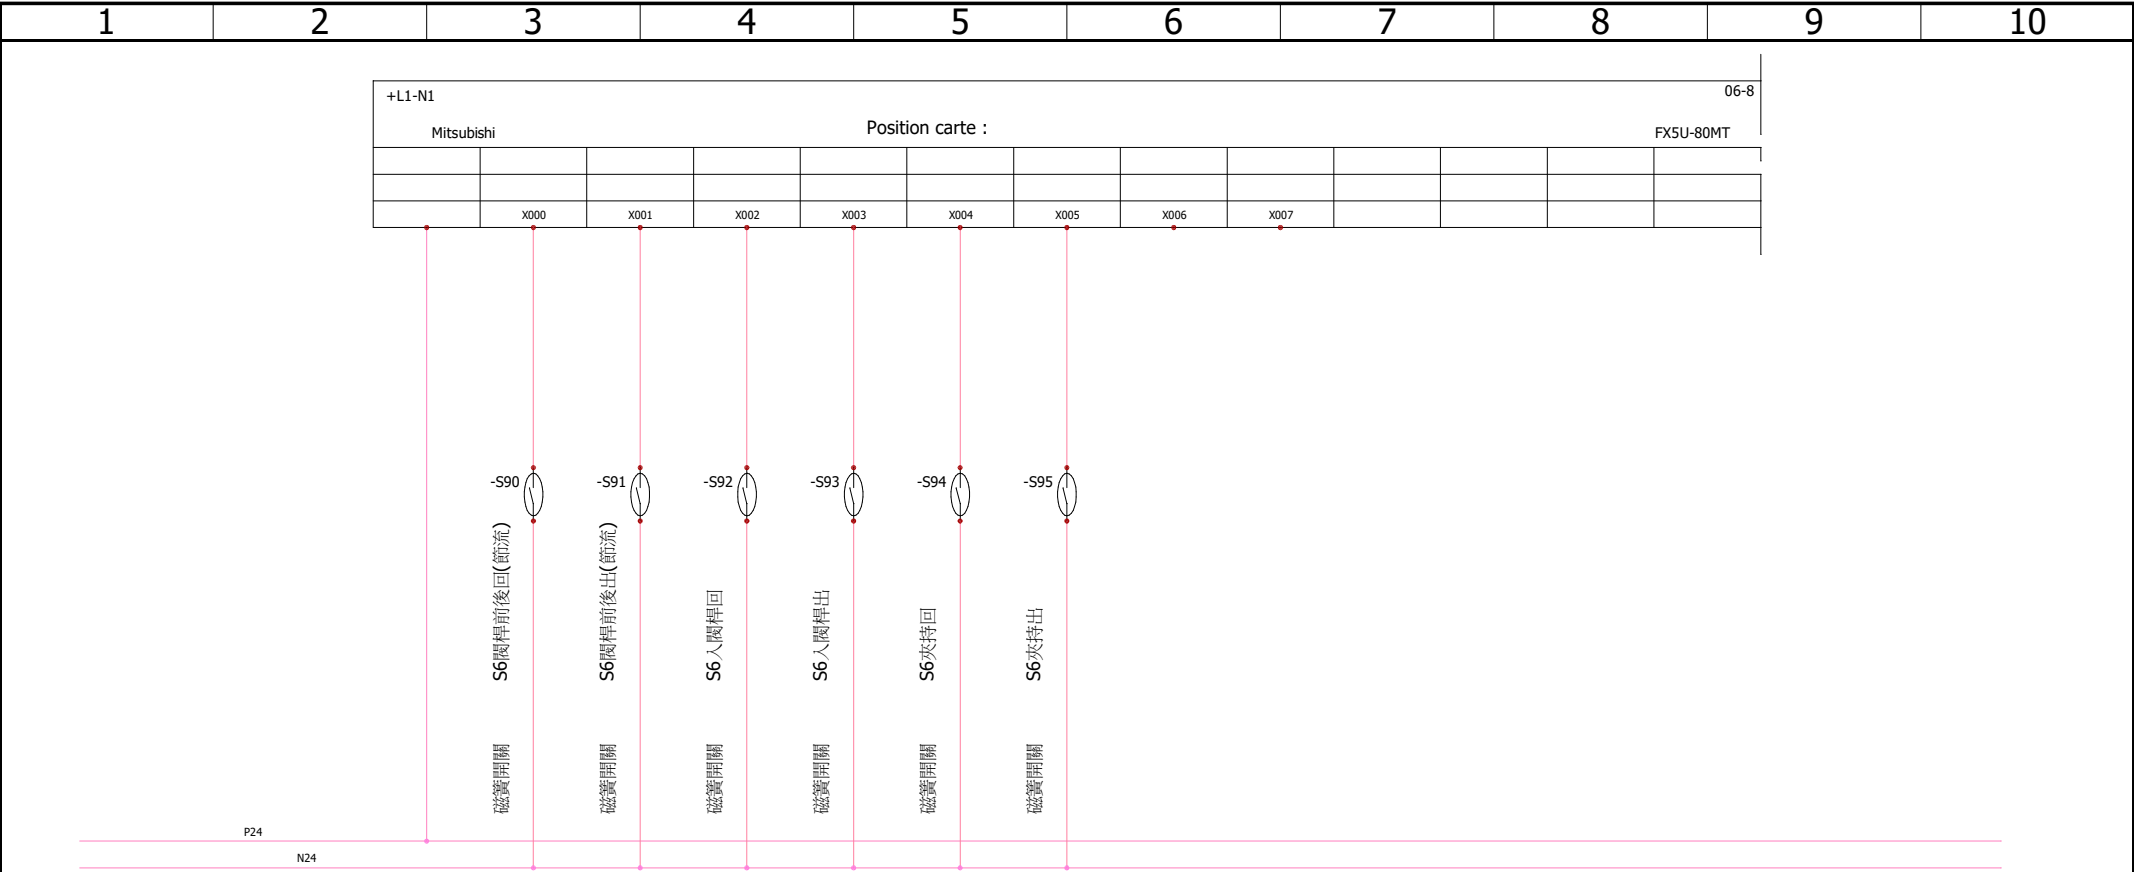 1 2 3 4 5 6 7 8 9 10
+L1-N1 06-8
Mitsubishi Position carte : FX5U-80MT
X000 X001 X002 X003 X004 X005 X006 X007
-S90 -S91 -S92 -S93 -S94 -S95
S6閥桿前後回(節流)
S6閥桿前後出(節流)
S6入閥桿回
S6入閥桿出
S6夾持回
S6夾持出
磁簧開關
磁簧開關
磁簧開關
磁簧開關
磁簧開關
磁簧開關
P24
N24